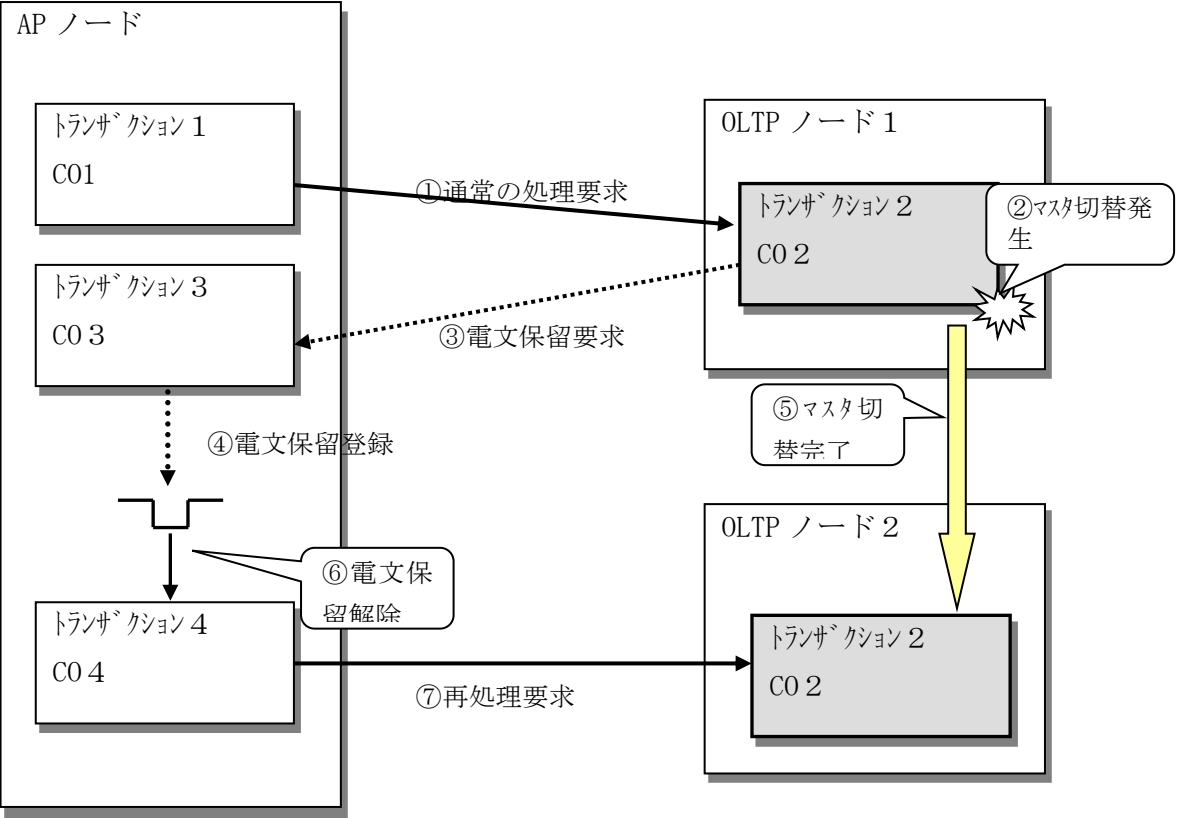 AP ノード
ﾄﾗﾝｻﾞｸｼｮﾝ１
CO1
①通常の処理要求
OLTP ノード１
ﾄﾗﾝｻﾞｸｼｮﾝ２
CO２
②ﾏｽﾀ切替発
生
ﾄﾗﾝｻﾞｸｼｮﾝ３
CO３
③電文保留要求
④電文保留登録
⑤ﾏｽﾀ切
替完了
OLTP ノード２
⑥電文保
留解除
ﾄﾗﾝｻﾞｸｼｮﾝ４
CO４
⑦再処理要求
ﾄﾗﾝｻﾞｸｼｮﾝ２
CO２